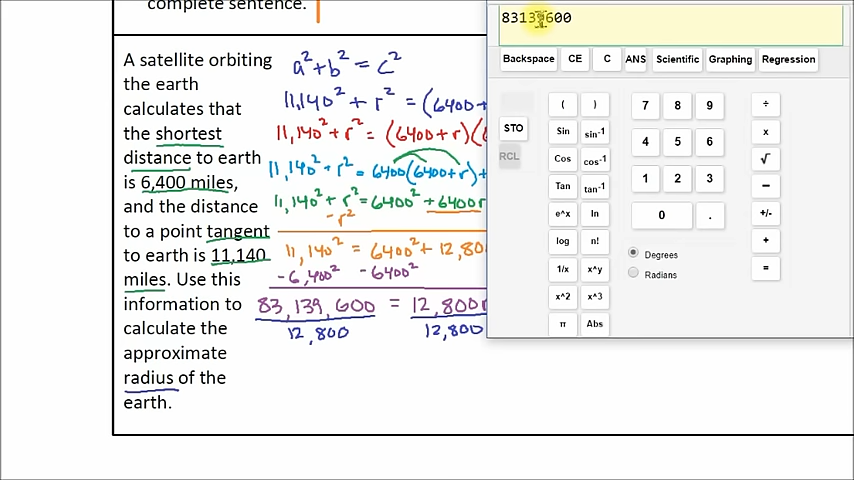 complete sentence.
A satellite orbiting
the earth
calculates that
the shortest
distance to earth
is 6,400 miles,
and the distance
to a point tangent
to earth is 11,140
miles. Use this
information to
calculate the
approximate
radius of the
earth.
a² + b² = c²
11,140² + r² = (6400 +
11,140² + r² = (6400 + r)(6
11,140² + r² = 6400(6400 + r) +
11,140² + r² = 6400² + 6400r
- r²
11,140² = 6400² + 12,80
- 6,400² - 6400²
83,139,600 = 12,800r
12,800 12,800
83139600
Backspace CE C ANS Scientific Graphing Regression
( ) 7 8 9 ÷
STO Sin sin-1 4 5 6 x
RCL Cos cos-1 1 2 3 √
Tan tan-1 −
e^x ln 0 . +/-
log n! Degrees +
1/x x^y Radians =
x^2 x^3
π Abs